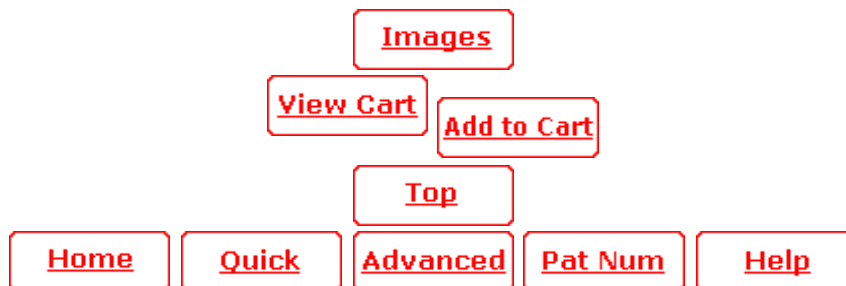 Images
View Cart
Add to Cart
Top
Home Quick Advanced Pat Num Help